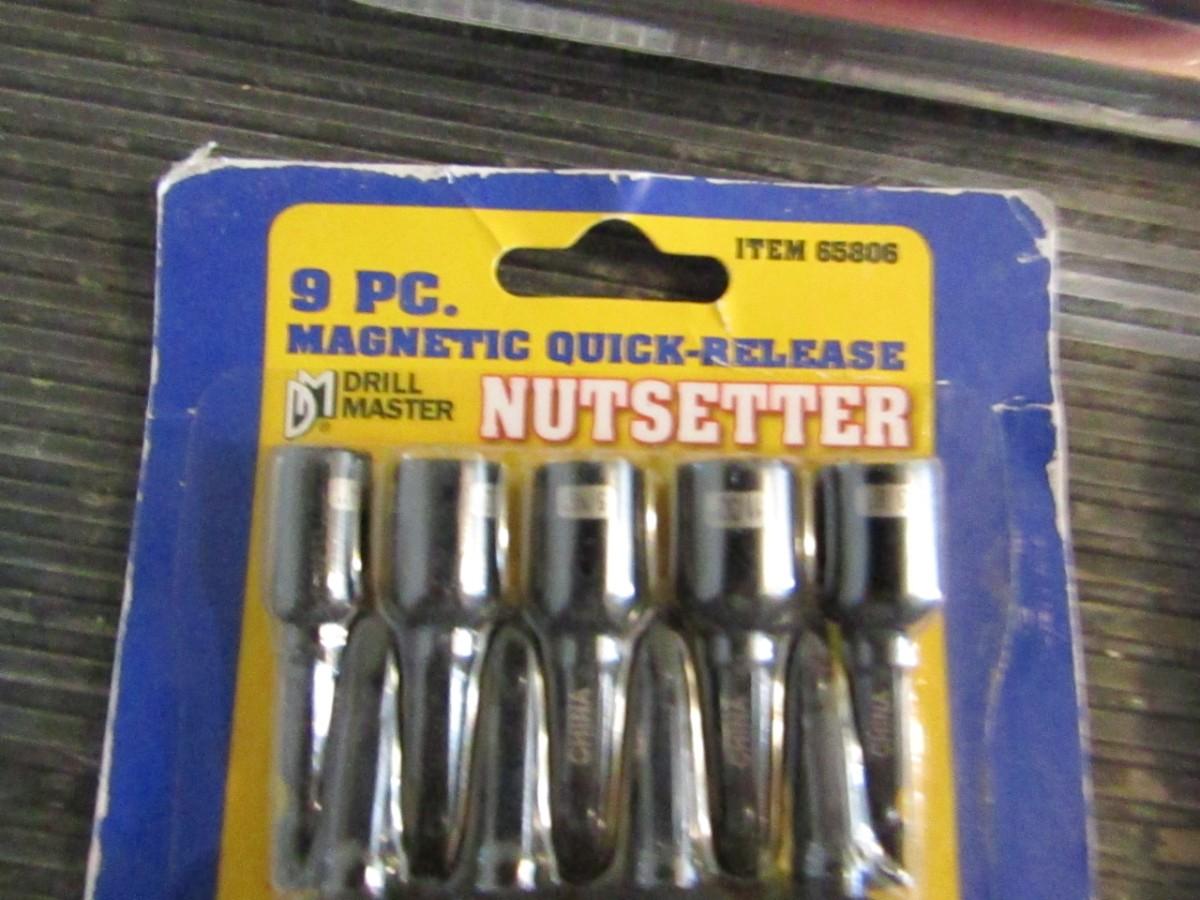 ITEM 65806
9 PC.
MAGNETIC QUICK-RELEASE
DRILL
MASTER
NUTSETTER
CHINA
CHINA
CHINA